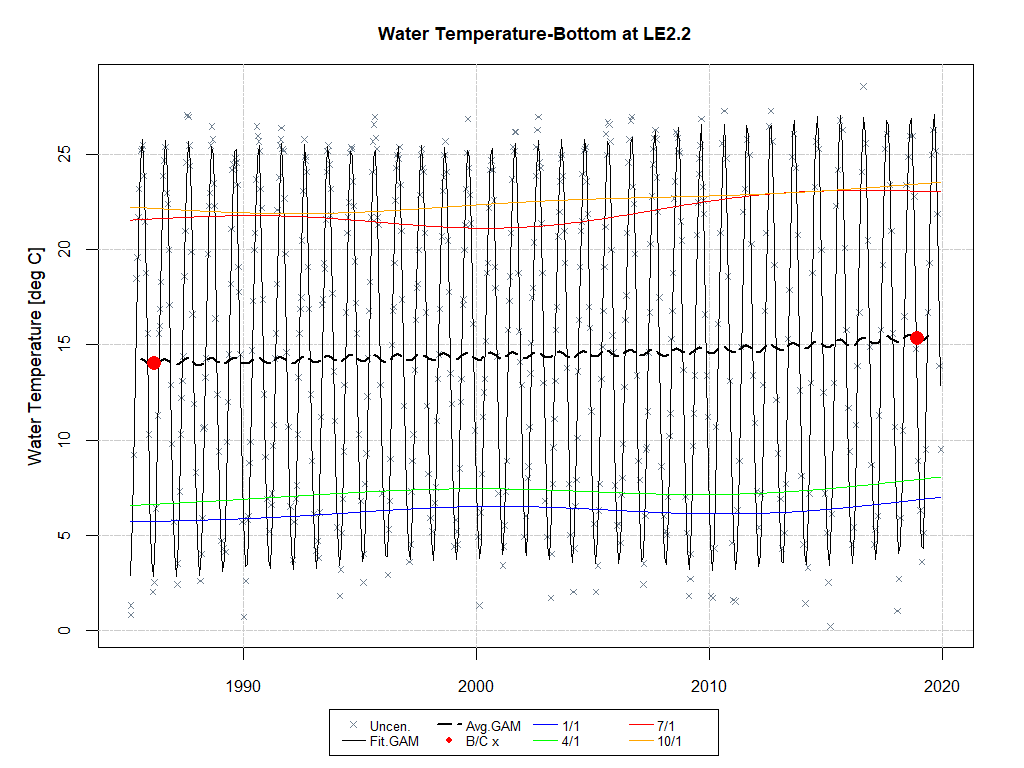 Water Temperature-Bottom at LE2.2
Water Temperature [deg C]
25
20
15
10
5
0
1990 2000 2010 2020
Uncen. Avg.GAM 1/1 7/1
Fit.GAM B/C x 4/1 10/1